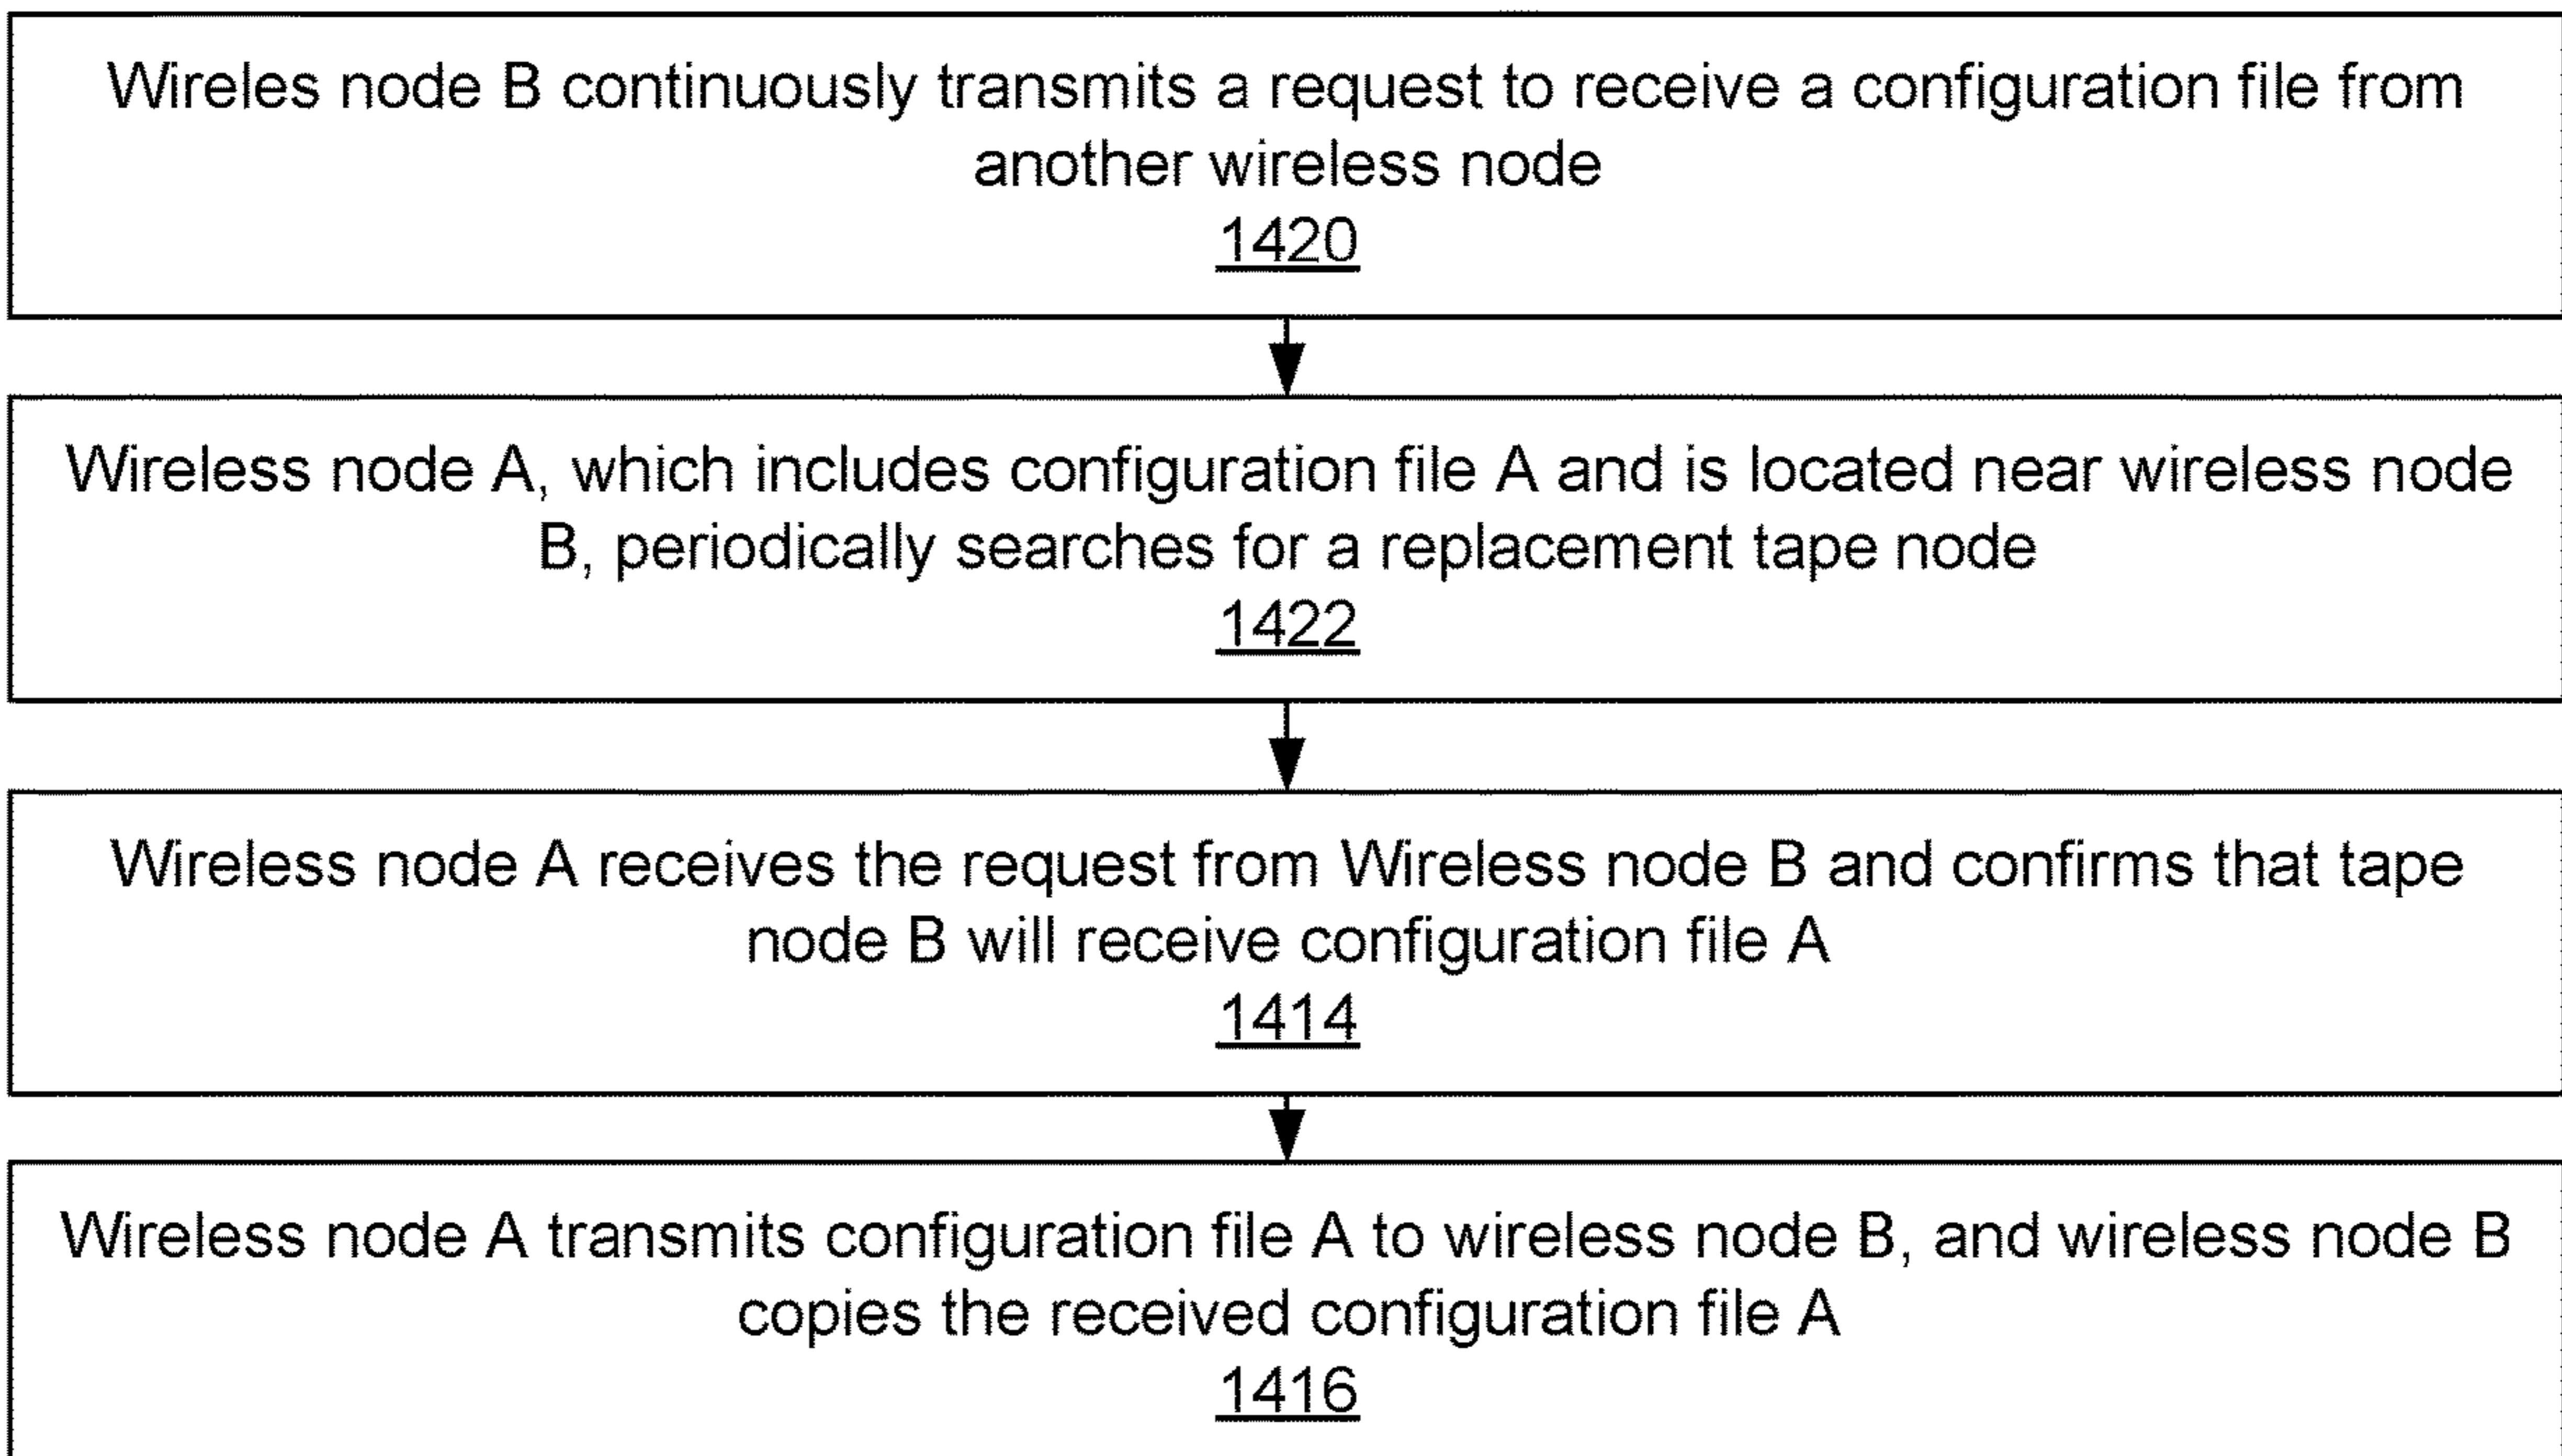 Wireles node B continuously transmits a request to receive a configuration file from
another wireless node
1420
Wireless node A, which includes configuration file A and is located near wireless node
B, periodically searches for a replacement tape node
1422
Wireless node A receives the request from Wireless node B and confirms that tape
node B will receive configuration file A
1414
Wireless node A transmits configuration file A to wireless node B, and wireless node B
copies the received configuration file A
1416